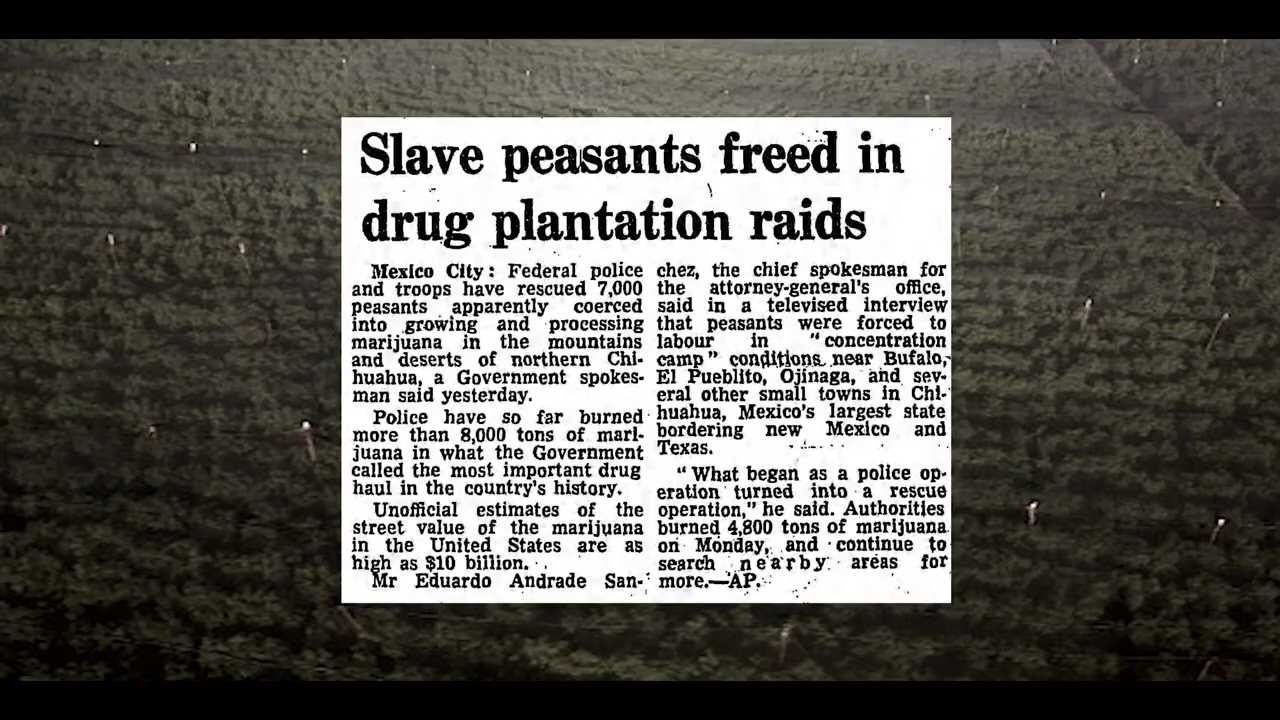 Slave peasants freed in
drug plantation raids
Mexico City: Federal police
and troops have rescued 7,000
peasants apparently coerced
into growing and processing
marijuana in the mountains
and deserts of northern Chi-
huahua, a Government spokes-
man said yesterday.
Police have so far burned
more than 8,000 tons of mari-
juana in what the Government
called the most important drug
haul in the country's history.
Unofficial estimates of the
street value of the marijuana
in the United States are as
high as $10 billion.
Mr Eduardo Andrade San-
chez, the chief spokesman for
the attorney-general's office,
said in a televised interview
that peasants were forced to
labour in "concentration
camp" conditions near Bufalo,
El Pueblito, Ojinaga, and sev-
eral other small towns in Chi-
huahua, Mexico's largest state
bordering new Mexico and
Texas.
"What began as a police op-
eration turned into a rescue
operation," he said. Authorities
burned 4,800 tons of marijuana
on Monday, and continue to
search nearby areas for
more.—AP.